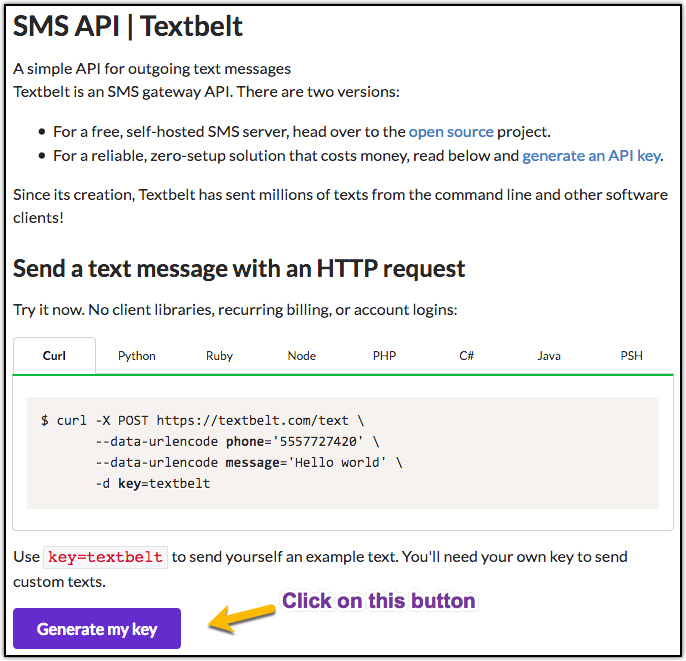 SMS API | Textbelt
A simple API for outgoing text messages
Textbelt is an SMS gateway API. There are two versions:
• For a free, self-hosted SMS server, head over to the open source project.
• For a reliable, zero-setup solution that costs money, read below and generate an API key.
Since its creation, Textbelt has sent millions of texts from the command line and other software
clients!
Send a text message with an HTTP request
Try it now. No client libraries, recurring billing, or account logins:
Curl Python Ruby Node PHP C# Java PSH
$ curl -X POST https://textbelt.com/text \
--data-urlencode phone='5557727420' \
--data-urlencode message='Hello world' \
-d key=textbelt
Use key=textbelt to send yourself an example text. You'll need your own key to send
custom texts.
Click on this button
Generate my key